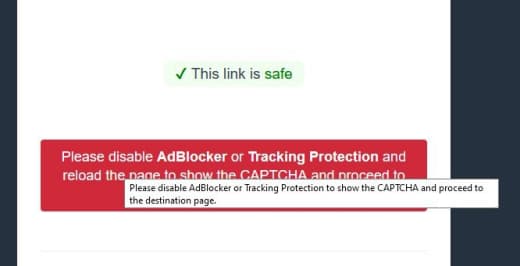 ✓ This link is safe
Please disable AdBlocker or Tracking Protection and
reload the page to show the CAPTCHA and proceed to
Please disable AdBlocker or Tracking Protection to show the CAPTCHA and proceed to
the destination page.